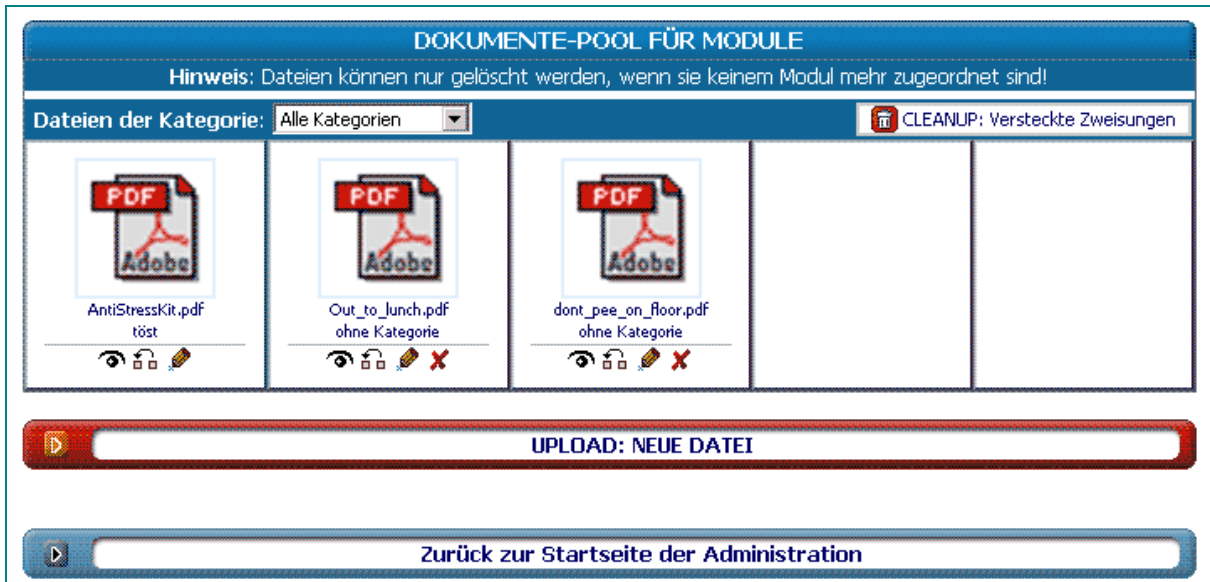 DOKUMENTE-POOL FÜR MODULE
Hinweis: Dateien können nur gelöscht werden, wenn sie keinem Modul mehr zugeordnet sind!
Dateien der Kategorie: Alle Kategorien CLEANUP: Versteckte Zweisungen
PDF PDF PDF
Adobe Adobe Adobe
AntiStressKit.pdf Out_to_lunch.pdf dont_pee_on_floor.pdf
töst ohne Kategorie ohne Kategorie
UPLOAD: NEUE DATEI
Zurück zur Startseite der Administration